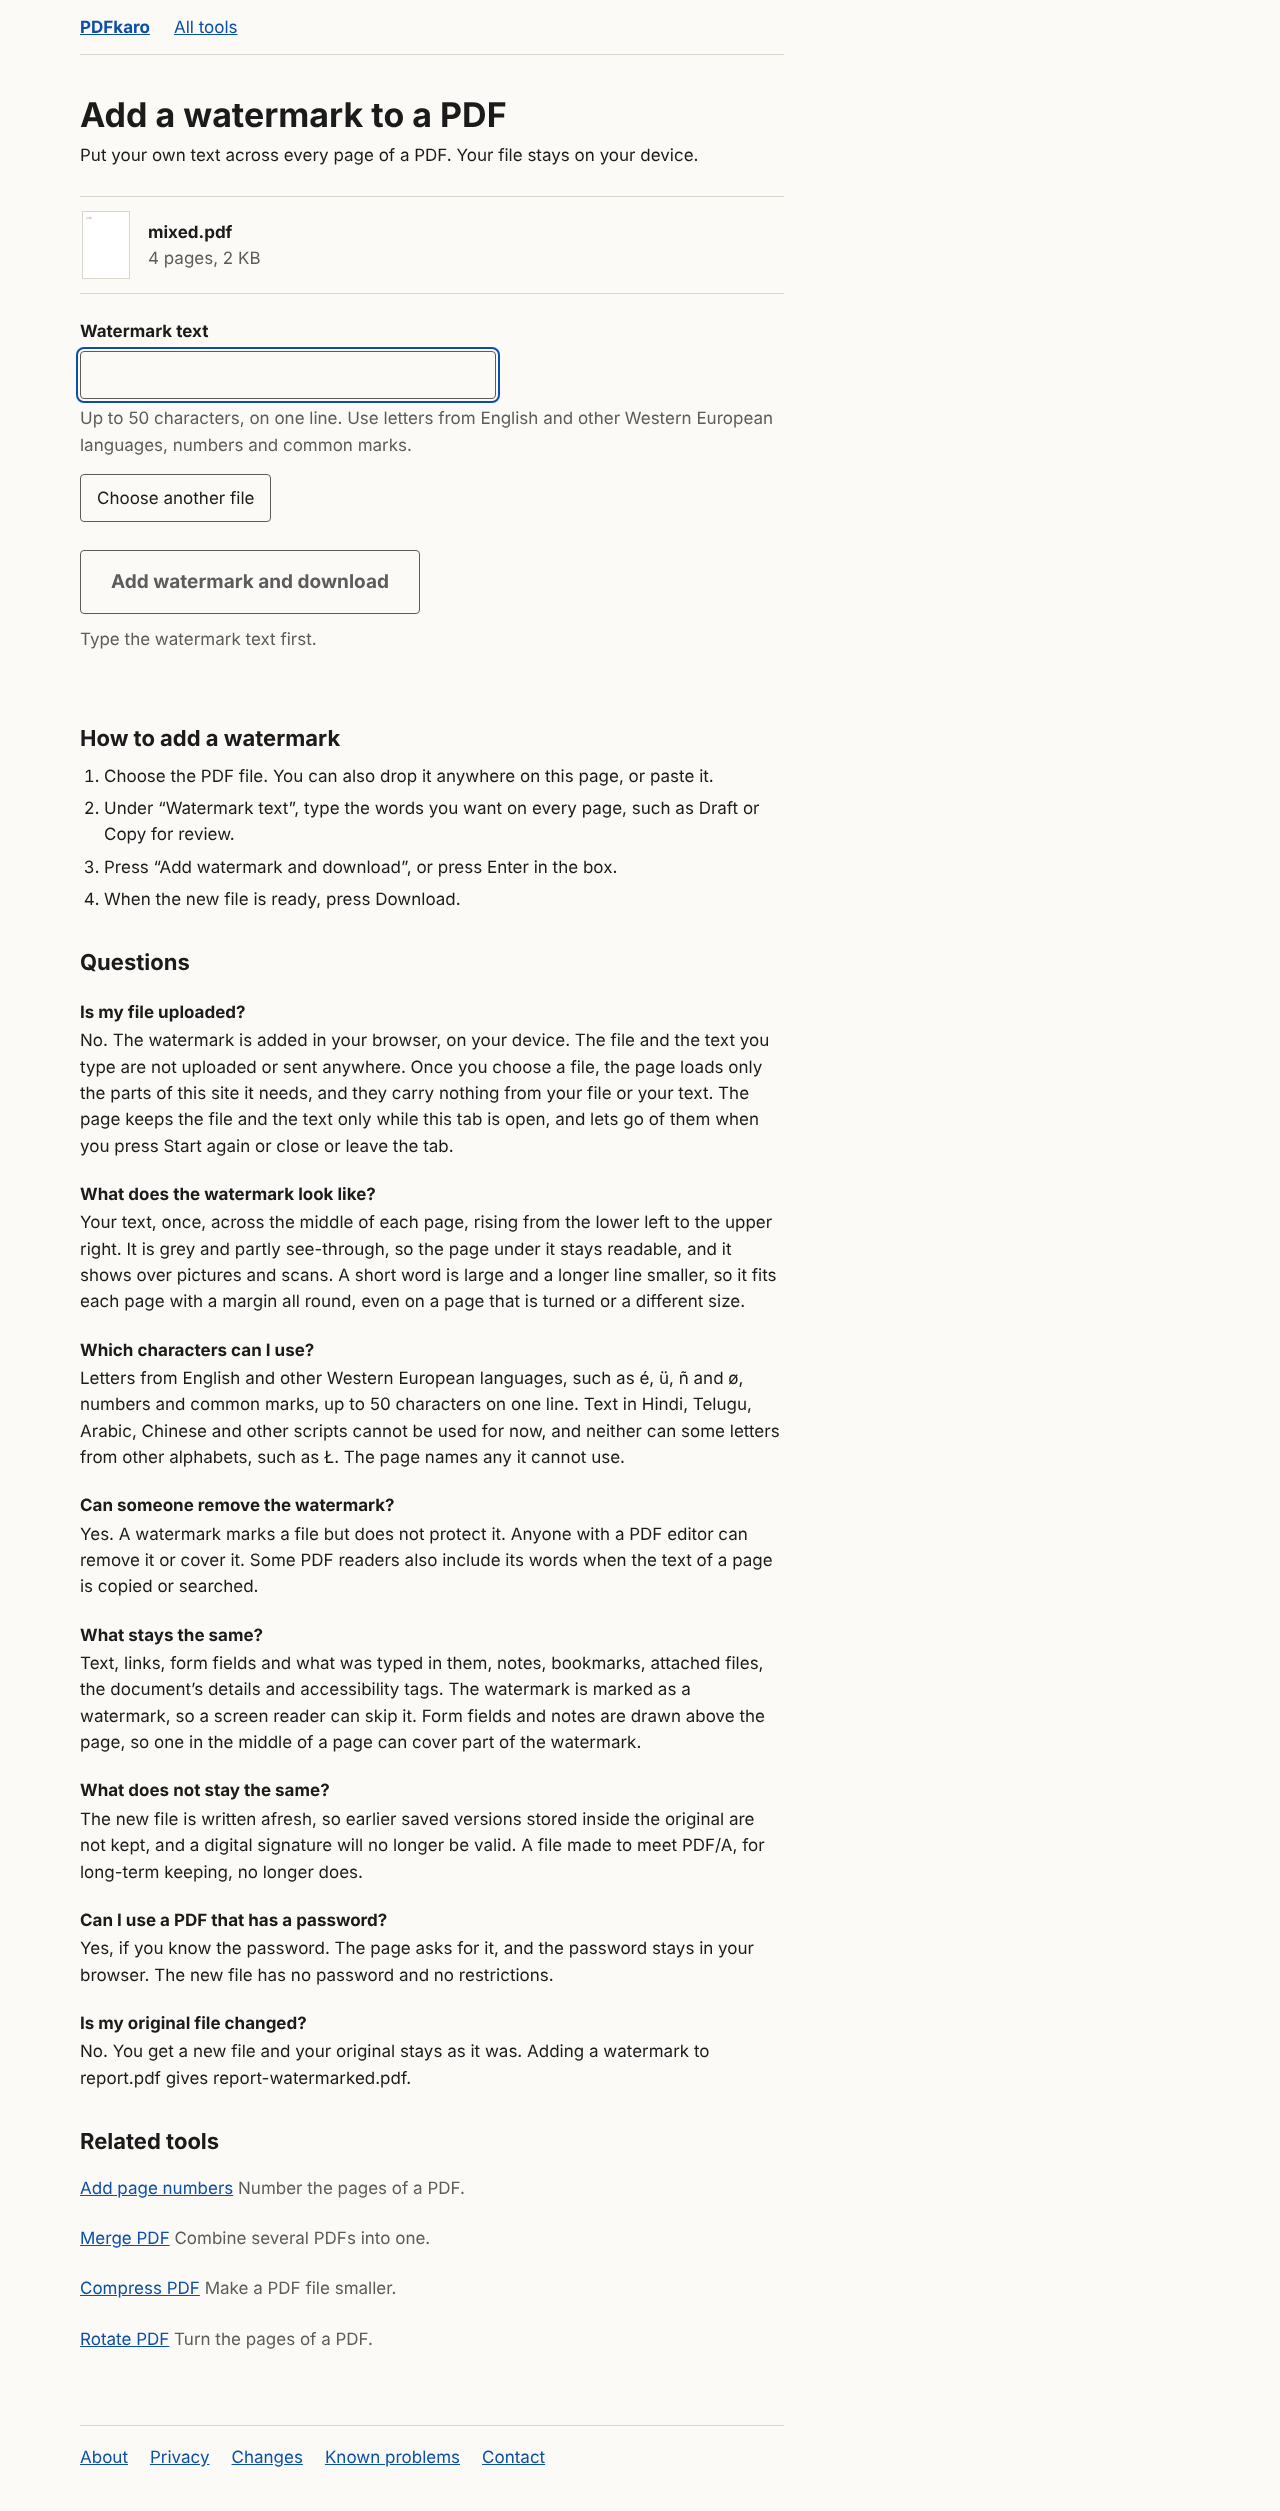 PDFkaro All tools
Add a watermark to a PDF
Put your own text across every page of a PDF. Your file stays on your device.
mixed.pdf
4 pages, 2 KB
Watermark text
Up to 50 characters, on one line. Use letters from English and other Western European
languages, numbers and common marks.
Choose another file
Add watermark and download
Type the watermark text first.
How to add a watermark
1. Choose the PDF file. You can also drop it anywhere on this page, or paste it.
2. Under “Watermark text”, type the words you want on every page, such as Draft or
Copy for review.
3. Press “Add watermark and download”, or press Enter in the box.
4. When the new file is ready, press Download.
Questions
Is my file uploaded?
No. The watermark is added in your browser, on your device. The file and the text you
type are not uploaded or sent anywhere. Once you choose a file, the page loads only
the parts of this site it needs, and they carry nothing from your file or your text. The
page keeps the file and the text only while this tab is open, and lets go of them when
you press Start again or close or leave the tab.
What does the watermark look like?
Your text, once, across the middle of each page, rising from the lower left to the upper
right. It is grey and partly see-through, so the page under it stays readable, and it
shows over pictures and scans. A short word is large and a longer line smaller, so it fits
each page with a margin all round, even on a page that is turned or a different size.
Which characters can I use?
Letters from English and other Western European languages, such as é, ü, ñ and ø,
numbers and common marks, up to 50 characters on one line. Text in Hindi, Telugu,
Arabic, Chinese and other scripts cannot be used for now, and neither can some letters
from other alphabets, such as Ł. The page names any it cannot use.
Can someone remove the watermark?
Yes. A watermark marks a file but does not protect it. Anyone with a PDF editor can
remove it or cover it. Some PDF readers also include its words when the text of a page
is copied or searched.
What stays the same?
Text, links, form fields and what was typed in them, notes, bookmarks, attached files,
the document’s details and accessibility tags. The watermark is marked as a
watermark, so a screen reader can skip it. Form fields and notes are drawn above the
page, so one in the middle of a page can cover part of the watermark.
What does not stay the same?
The new file is written afresh, so earlier saved versions stored inside the original are
not kept, and a digital signature will no longer be valid. A file made to meet PDF/A, for
long-term keeping, no longer does.
Can I use a PDF that has a password?
Yes, if you know the password. The page asks for it, and the password stays in your
browser. The new file has no password and no restrictions.
Is my original file changed?
No. You get a new file and your original stays as it was. Adding a watermark to
report.pdf gives report-watermarked.pdf.
Related tools
Add page numbers Number the pages of a PDF.
Merge PDF Combine several PDFs into one.
Compress PDF Make a PDF file smaller.
Rotate PDF Turn the pages of a PDF.
About Privacy Changes Known problems Contact